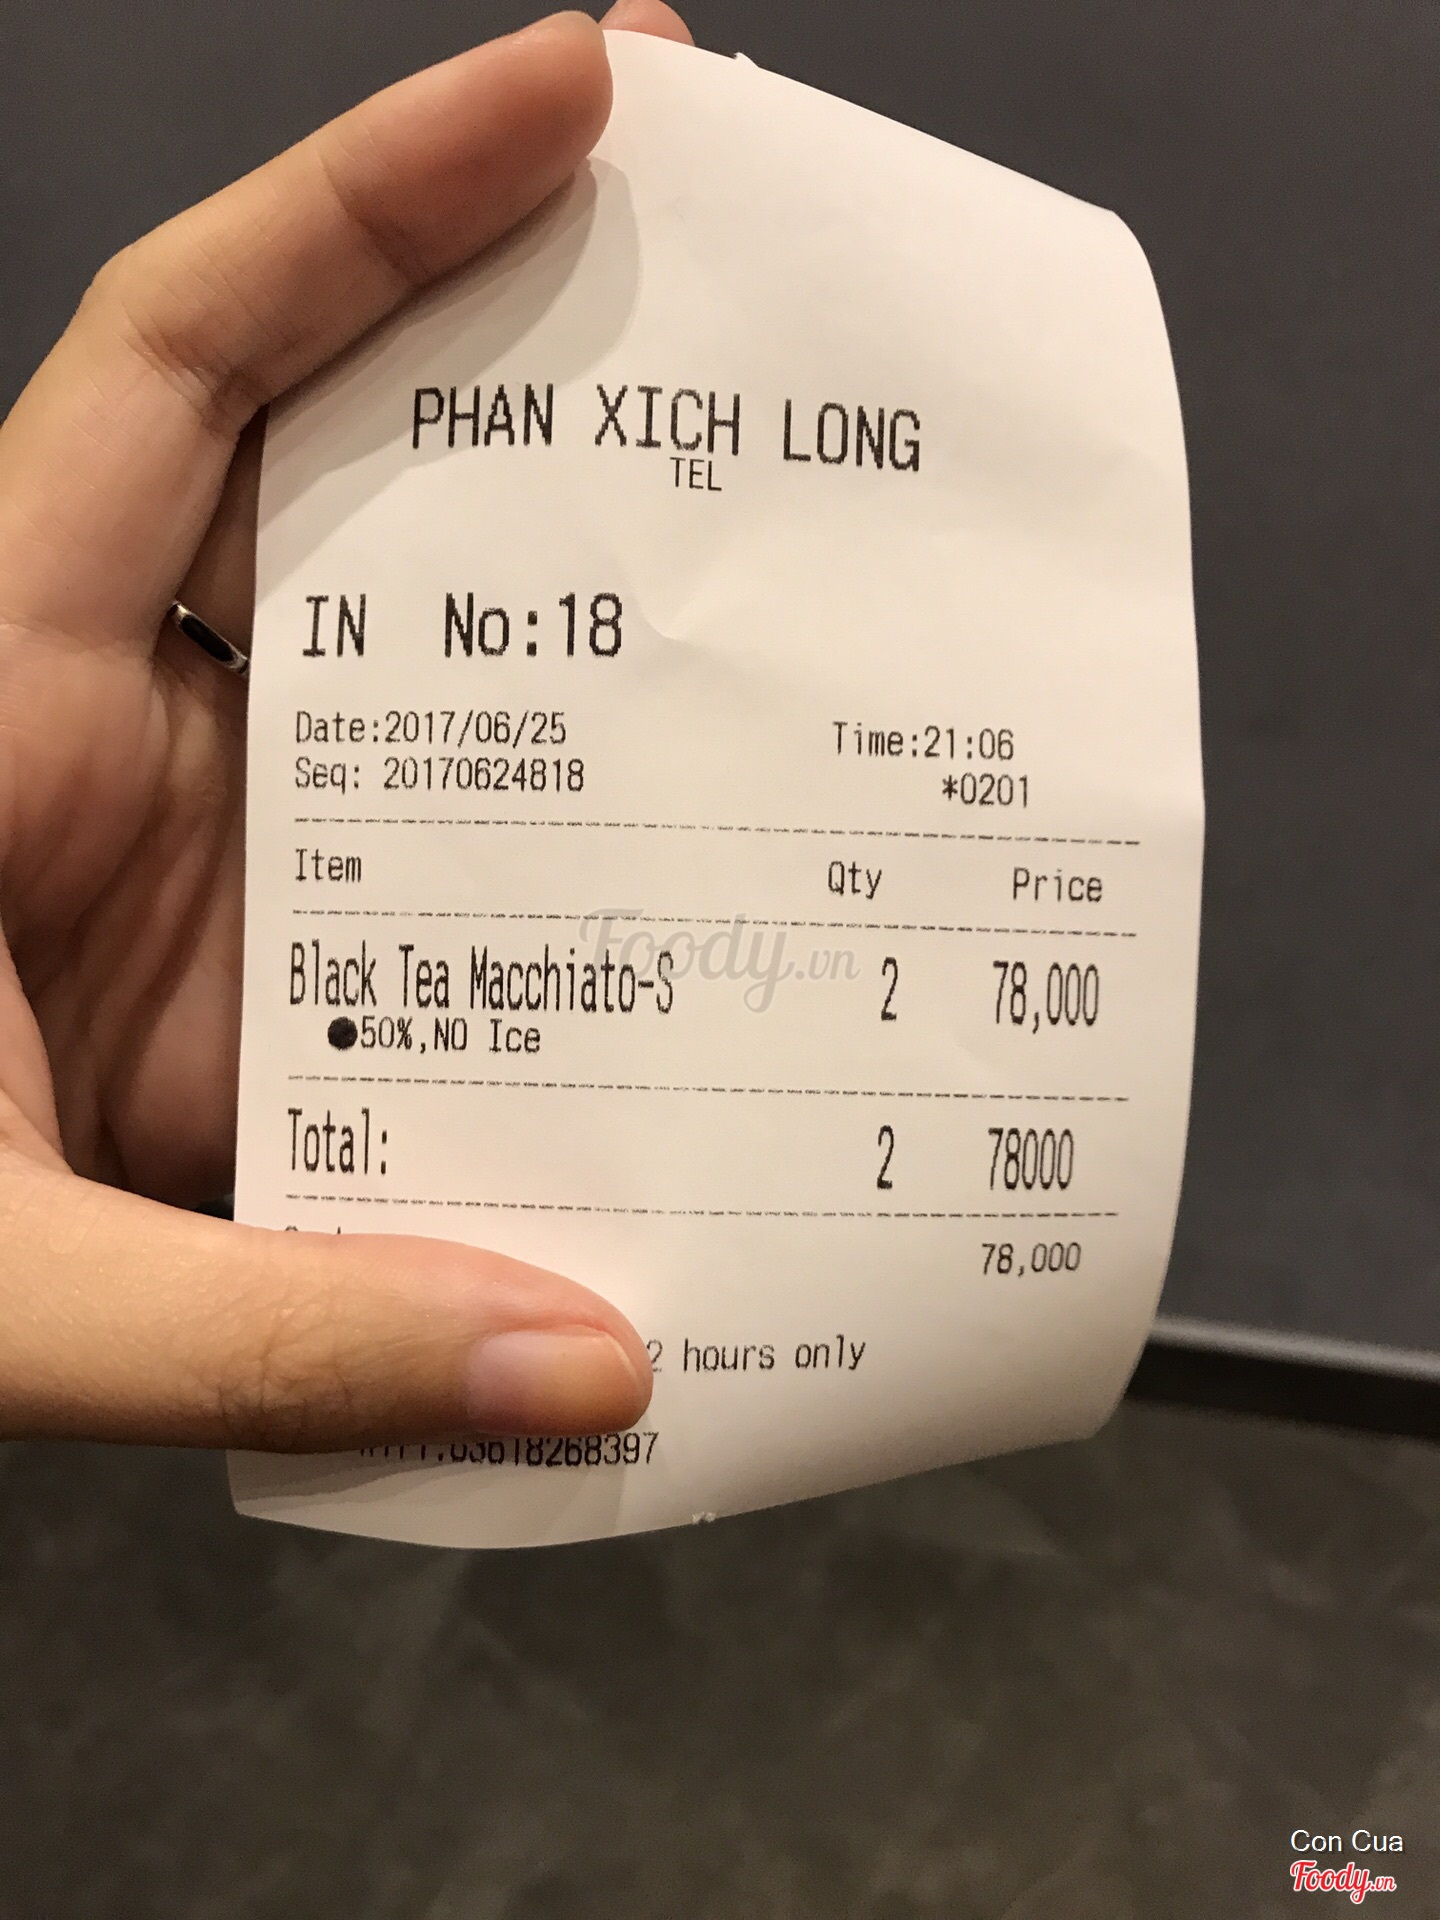 PHAN XICH LONG
TEL
IN No:18
Date:2017/06/25 Time:21:06
Seq: 20170624818 *0201
Item Qty Price
Black Tea Macchiato-S 2 78,000
●50%,NO Ice
Total: 2 78000
78,000
2 hours only
Foody.vn
Con Cua
Foody.vn